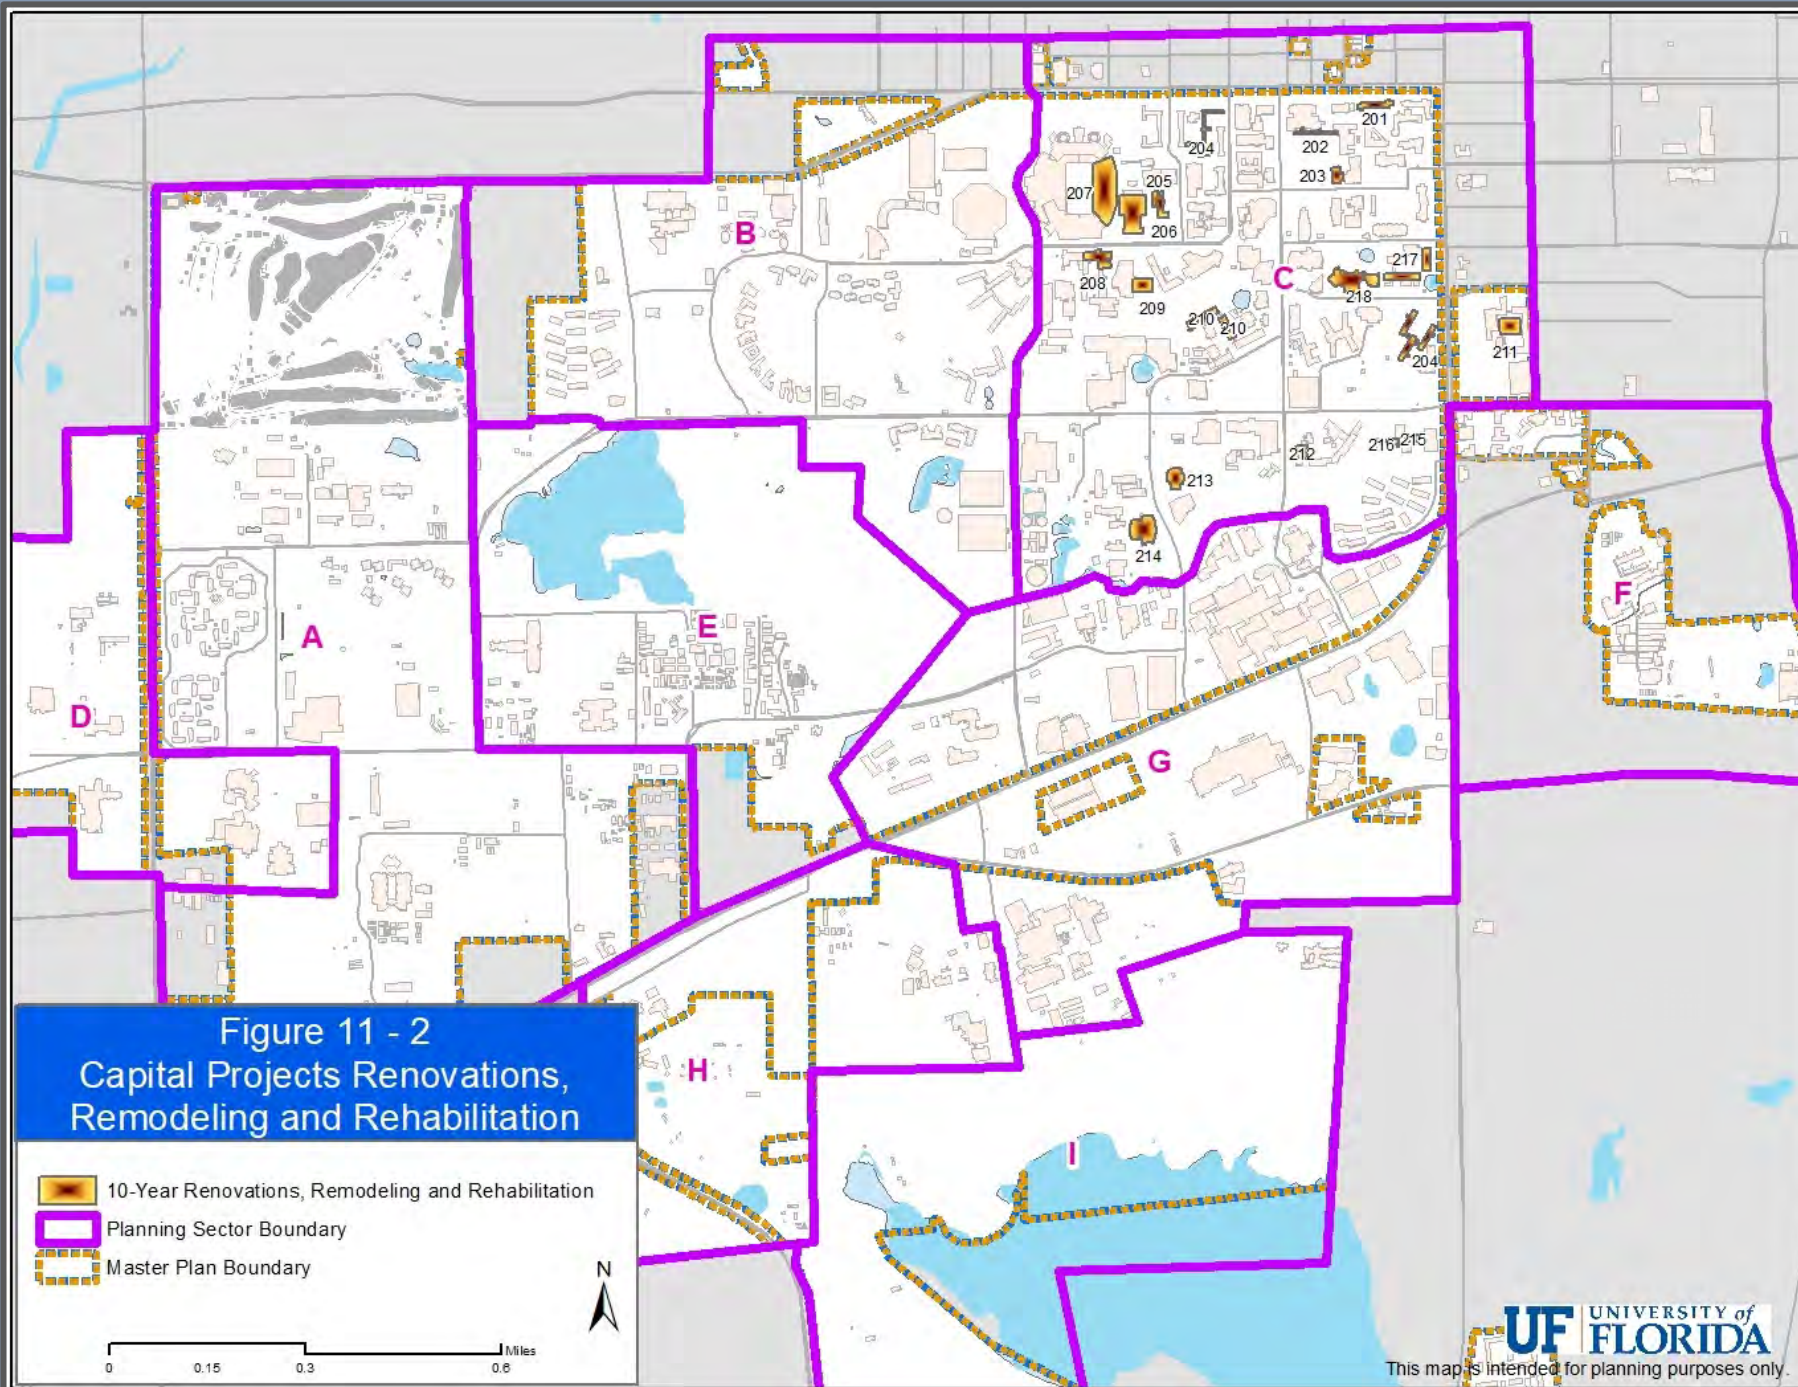 201
204
202
203
207
205
206
B
208
209
C
217
218
210
210
204
211
212
216
215
213
214
F
A
E
D
G
H
I
Figure 11 - 2
Capital Projects Renovations,
Remodeling and Rehabilitation
10-Year Renovations, Remodeling and Rehabilitation
Planning Sector Boundary
Master Plan Boundary
N
Miles
0 0.15 0.3 0.6
UF UNIVERSITY of
FLORIDA
This map is intended for planning purposes only.